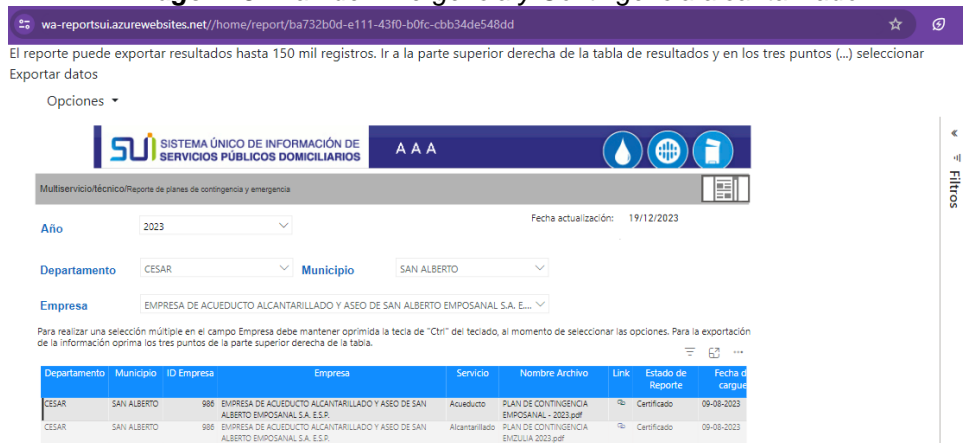 wa-reportsui.azurewebsites.net//home/report/ba732b0d-e111-43f0-b0fc-cbb34de548dd
El reporte puede exportar resultados hasta 150 mil registros. Ir a la parte superior derecha de la tabla de resultados y en los tres puntos (...) seleccionar
Exportar datos
Opciones
sui SISTEMA ÚNICO DE INFORMACIÓN DE
SERVICIOS PÚBLICOS DOMICILIARIOS
A A A
Multiservicio/técnico/Reporte de planes de contingencia y emergencia
Filtros
Año 2023 Fecha actualización: 19/12/2023
Departamento CESAR Municipio SAN ALBERTO
Empresa EMPRESA DE ACUEDUCTO ALCANTARILLADO Y ASEO DE SAN ALBERTO EMPOSANAL S.A. E....
Para realizar una selección múltiple en el campo Empresa debe mantener oprimida la tecla de "Ctrl" del teclado, al momento de seleccionar las opciones. Para la exportación
de la información oprima los tres puntos de la parte superior derecha de la tabla.
Departamento Municipio ID Empresa Empresa Servicio Nombre Archivo Link Estado de Fecha d
Reporte cargue
CESAR SAN ALBERTO 986 EMPRESA DE ACUEDUCTO ALCANTARILLADO Y ASEO DE SAN Acueducto PLAN DE CONTINGENCIA Certificado 09-08-2023
ALBERTO EMPOSANAL S.A. E.S.P. EMPOSANAL - 2023.pdf
CESAR SAN ALBERTO 986 EMPRESA DE ACUEDUCTO ALCANTARILLADO Y ASEO DE SAN Alcantarillado PLAN DE CONTINGENCIA Certificado 09-08-2023
ALBERTO EMPOSANAL S.A. E.S.P. EMZULIA 2023.pdf